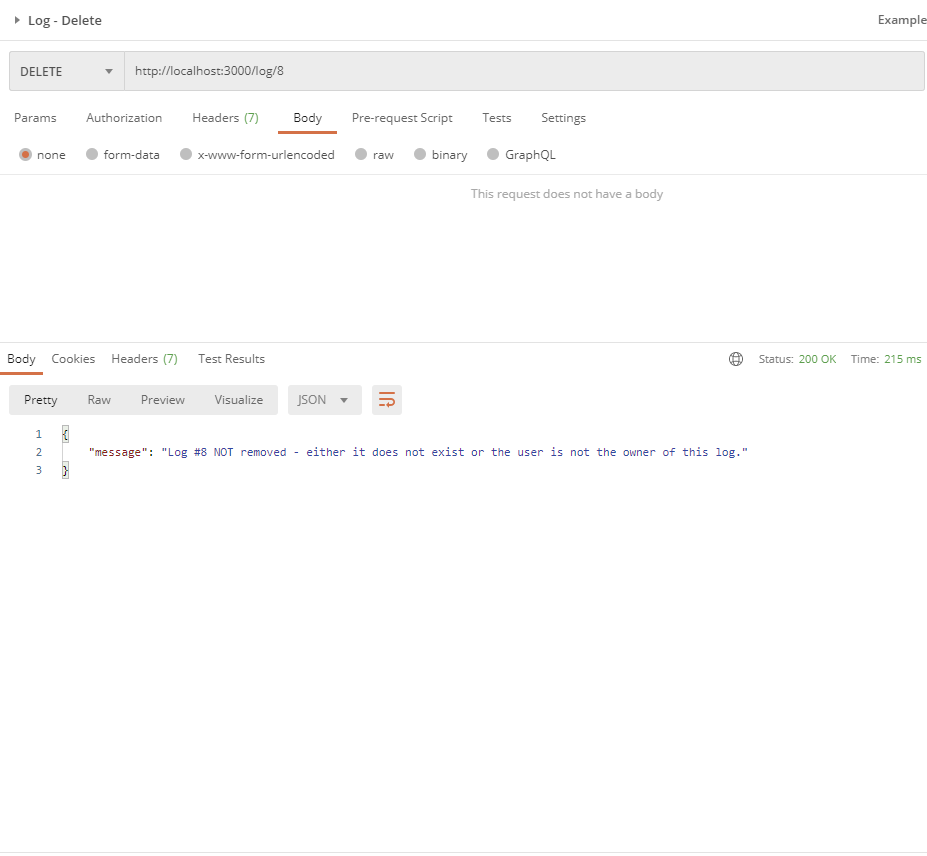 Log - Delete Example
DELETE http://localhost:3000/log/8
Params Authorization Headers (7) Body Pre-request Script Tests Settings
none form-data x-www-form-urlencoded raw binary GraphQL
This request does not have a body
Body Cookies Headers (7) Test Results Status: 200 OK Time: 215 ms
Pretty Raw Preview Visualize JSON
1 {
2 "message": "Log #8 NOT removed - either it does not exist or the user is not the owner of this log."
3 }